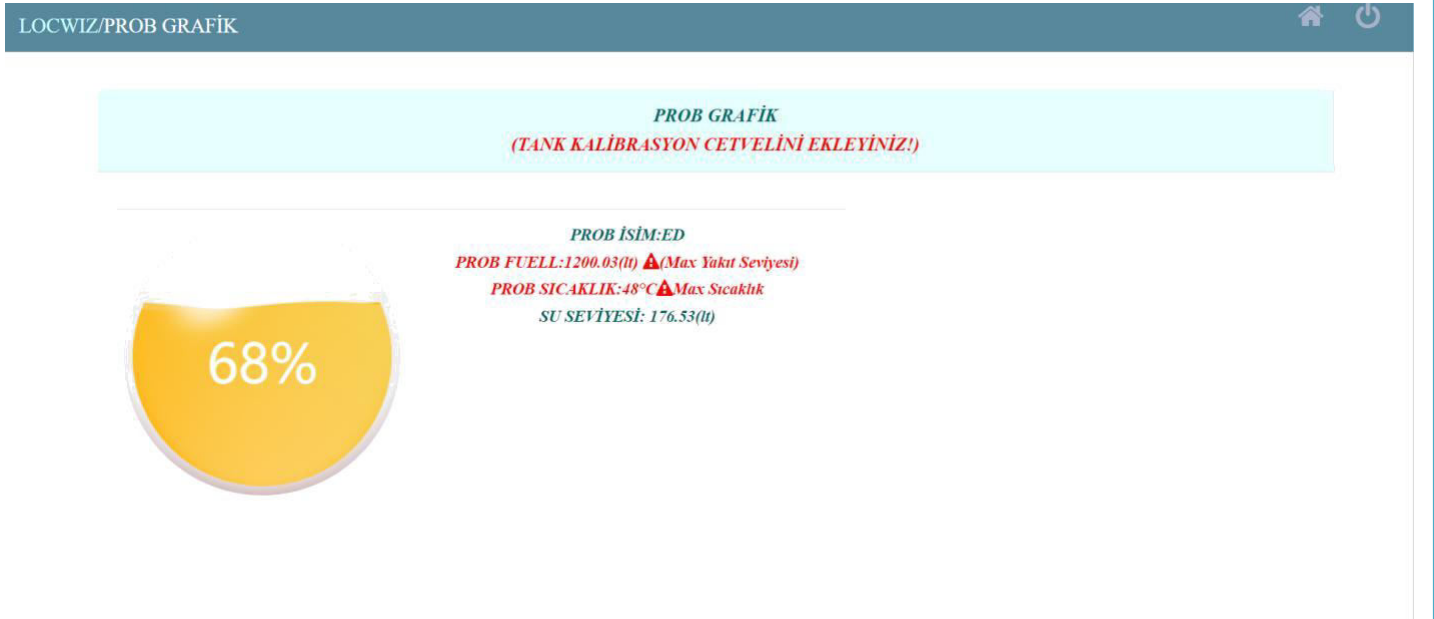 LOCWIZ/PROB GRAFİK
PROB GRAFİK
(TANK KALİBRASYON CETVELİNİ EKLEYİNİZ!)
PROB İSİM:ED
PROB FUELL:1200.03(lt) (Max Yakıt Seviyesi)
PROB SICAKLIK:48°C Max Sıcaklık
SU SEVİYESİ: 176.53(lt)
68%